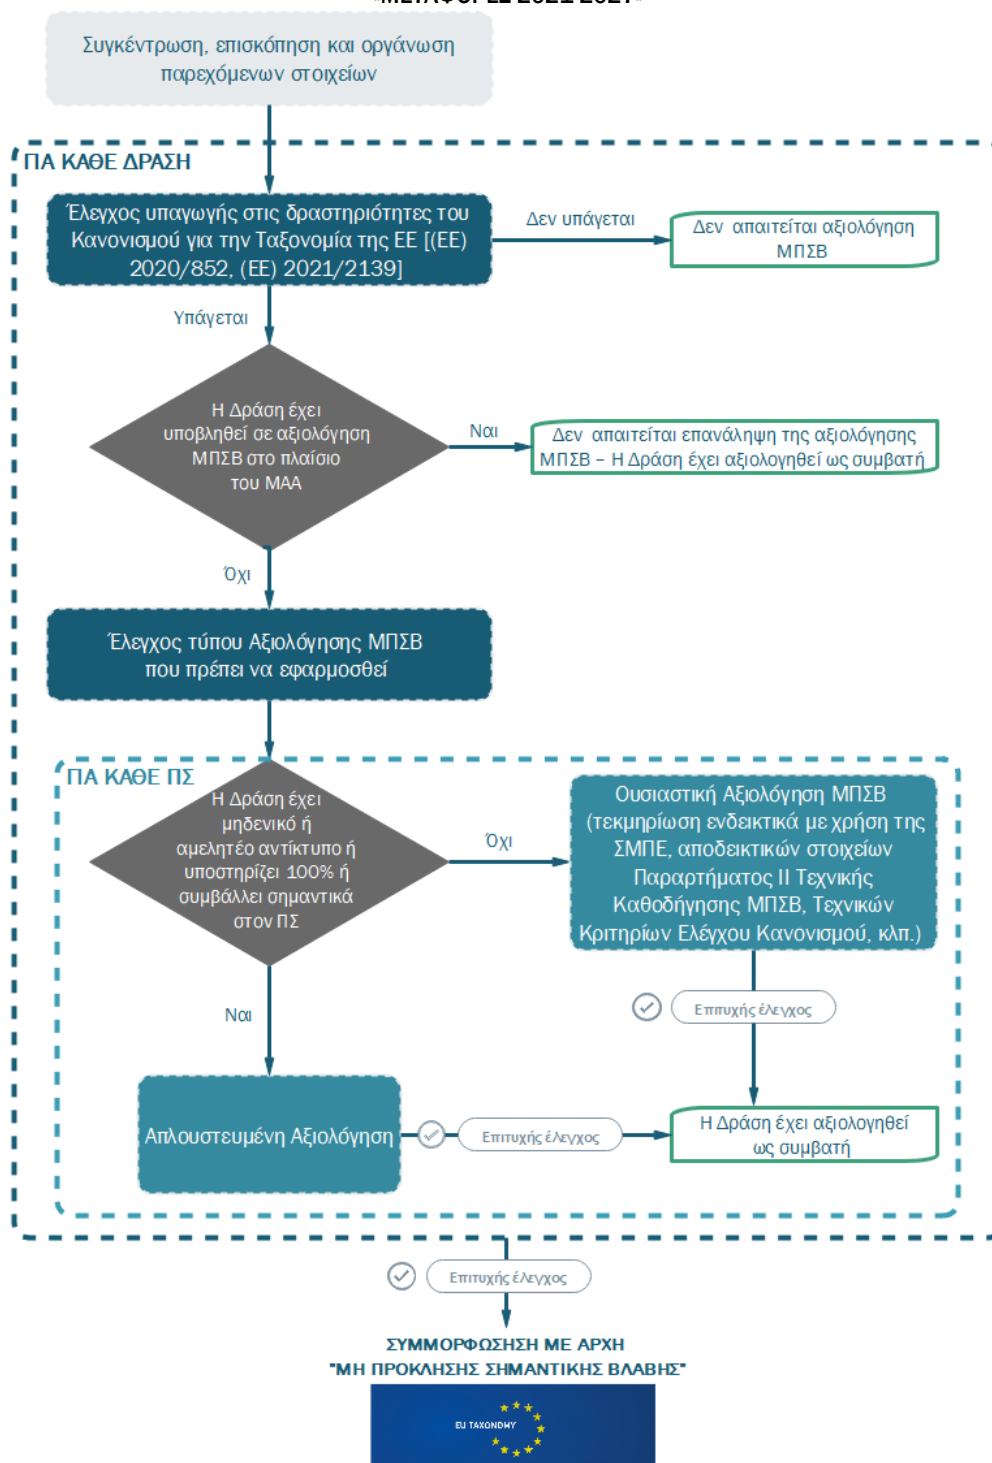 «ΜΕΤΑΦΟΡΕΣ 2021-2027»
Συγκέντρωση, επισκόπηση και οργάνωση
παρεχόμενων στοιχείων
ΓΙΑ ΚΑΘΕ ΔΡΑΣΗ
Έλεγχος υπαγωγής στις δραστηριότητες του
Κανονισμού για την Ταξονομία της ΕΕ [(ΕΕ)
2020/852, (ΕΕ) 2021/2139]
Δεν υπάγεται
Δεν απαιτείται αξιολόγηση
ΜΠΣΒ
Υπάγεται
Η Δράση έχει
υποβληθεί σε αξιολόγηση
ΜΠΣΒ στο πλαίσιο
του ΜΑΑ
Ναι
Δεν απαιτείται επανάληψη της αξιολόγησης
ΜΠΣΒ – Η Δράση έχει αξιολογηθεί ως συμβατή
Όχι
Έλεγχος τύπου Αξιολόγησης ΜΠΣΒ
που πρέπει να εφαρμοσθεί
ΓΙΑ ΚΑΘΕ ΠΣ
Η Δράση έχει
μηδενικό ή
αμελητέο αντίκτυπο ή
υποστηρίζει 100% ή
συμβάλλει σημαντικά
στον ΠΣ
Όχι
Ουσιαστική Αξιολόγηση ΜΠΣΒ
(τεκμηρίωση ενδεικτικά με χρήση της
ΣΜΠΕ, αποδεικτικών στοιχείων
Παραρτήματος ΙΙ Τεχνικής
Καθοδήγησης ΜΠΣΒ, Τεχνικών
Κριτηρίων Ελέγχου Κανονισμού, κλπ.)
Επιτυχής έλεγχος
Ναι
Απλουστευμένη Αξιολόγηση
Επιτυχής έλεγχος
Η Δράση έχει αξιολογηθεί
ως συμβατή
Επιτυχής έλεγχος
ΣΥΜΜΟΡΦΩΣΗΣΗ ΜΕ ΑΡΧΗ
"ΜΗ ΠΡΟΚΛΗΣΗΣ ΣΗΜΑΝΤΙΚΗΣ ΒΛΑΒΗΣ"
EU TAXONOMY